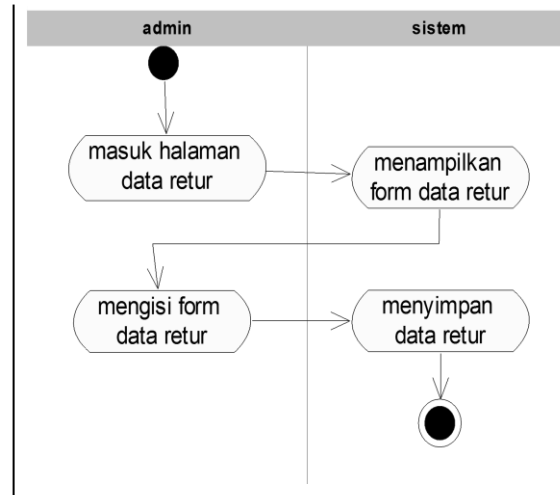 admin
sistem
masuk halaman
data retur
menampilkan
form data retur
mengisi form
data retur
menyimpan
data retur